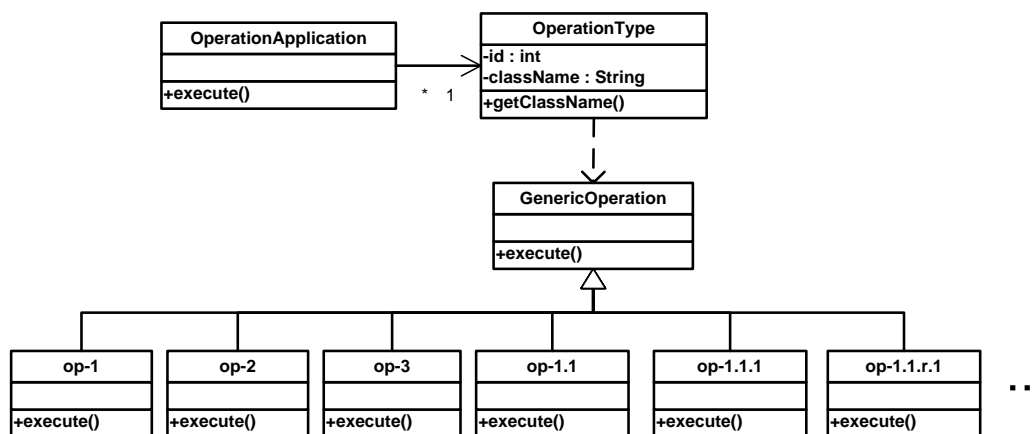 OperationApplication
+execute()
* 1
OperationType
-id : int
-className : String
+getClassName()
GenericOperation
+execute()
op-1
+execute()
op-2
+execute()
op-3
+execute()
op-1.1
+execute()
op-1.1.1
+execute()
op-1.1.r.1
+execute()
...